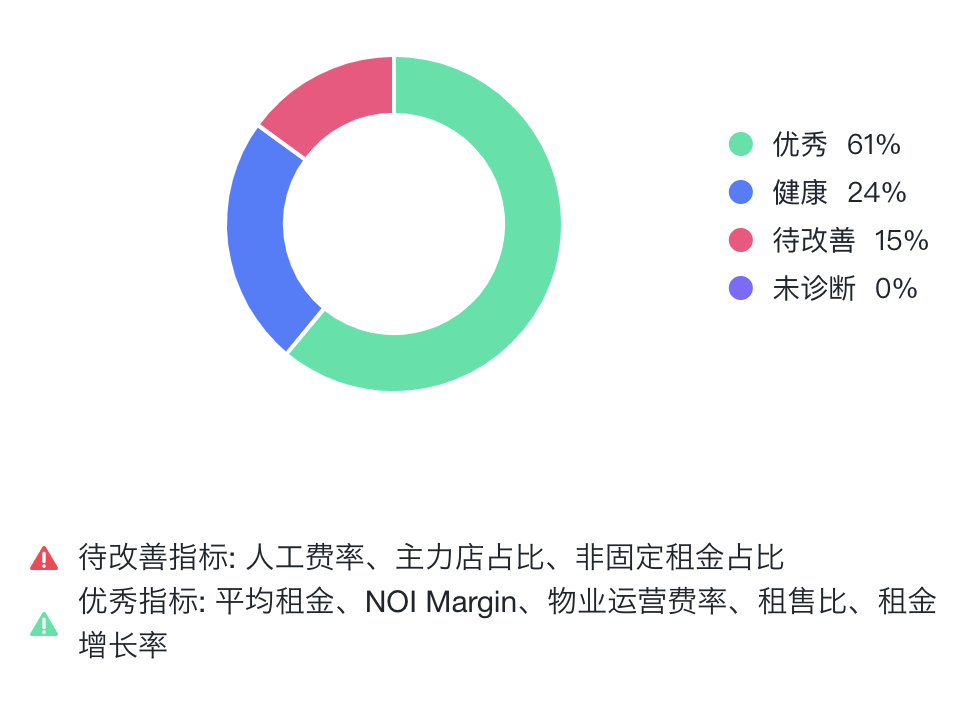 优秀 61%
健康 24%
待改善 15%
未诊断 0%
待改善指标: 人工费率、主力店占比、非固定租金占比
优秀指标: 平均租金、NOI Margin、物业运营费率、租售比、租金
增长率